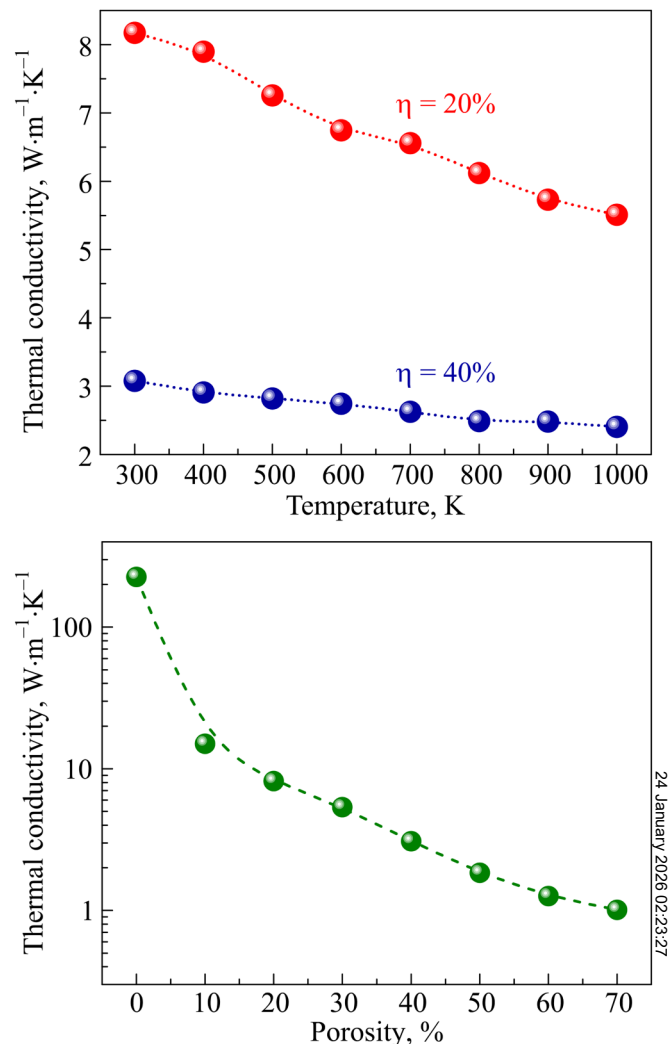 Thermal conductivity, W·m⁻¹·K⁻¹
8
7
6
5
4
3
2
η = 20%
η = 40%
300 400 500 600 700 800 900 1000
Temperature, K
Thermal conductivity, W·m⁻¹·K⁻¹
100
10
1
0 10 20 30 40 50 60 70
Porosity, %
24 January 2026 02:23:27